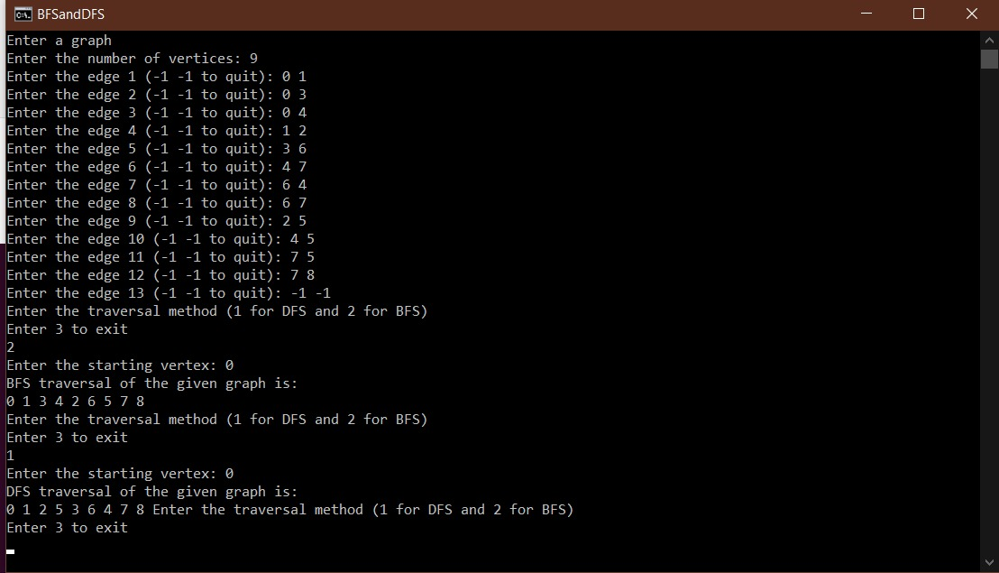 BFSandDFS
Enter a graph
Enter the number of vertices: 9
Enter the edge 1 (-1 -1 to quit): 0 1
Enter the edge 2 (-1 -1 to quit): 0 3
Enter the edge 3 (-1 -1 to quit): 0 4
Enter the edge 4 (-1 -1 to quit): 1 2
Enter the edge 5 (-1 -1 to quit): 3 6
Enter the edge 6 (-1 -1 to quit): 4 7
Enter the edge 7 (-1 -1 to quit): 6 4
Enter the edge 8 (-1 -1 to quit): 6 7
Enter the edge 9 (-1 -1 to quit): 2 5
Enter the edge 10 (-1 -1 to quit): 4 5
Enter the edge 11 (-1 -1 to quit): 7 5
Enter the edge 12 (-1 -1 to quit): 7 8
Enter the edge 13 (-1 -1 to quit): -1 -1
Enter the traversal method (1 for DFS and 2 for BFS)
Enter 3 to exit
2
Enter the starting vertex: 0
BFS traversal of the given graph is:
0 1 3 4 2 6 5 7 8
Enter the traversal method (1 for DFS and 2 for BFS)
Enter 3 to exit
1
Enter the starting vertex: 0
DFS traversal of the given graph is:
0 1 2 5 3 6 4 7 8 Enter the traversal method (1 for DFS and 2 for BFS)
Enter 3 to exit